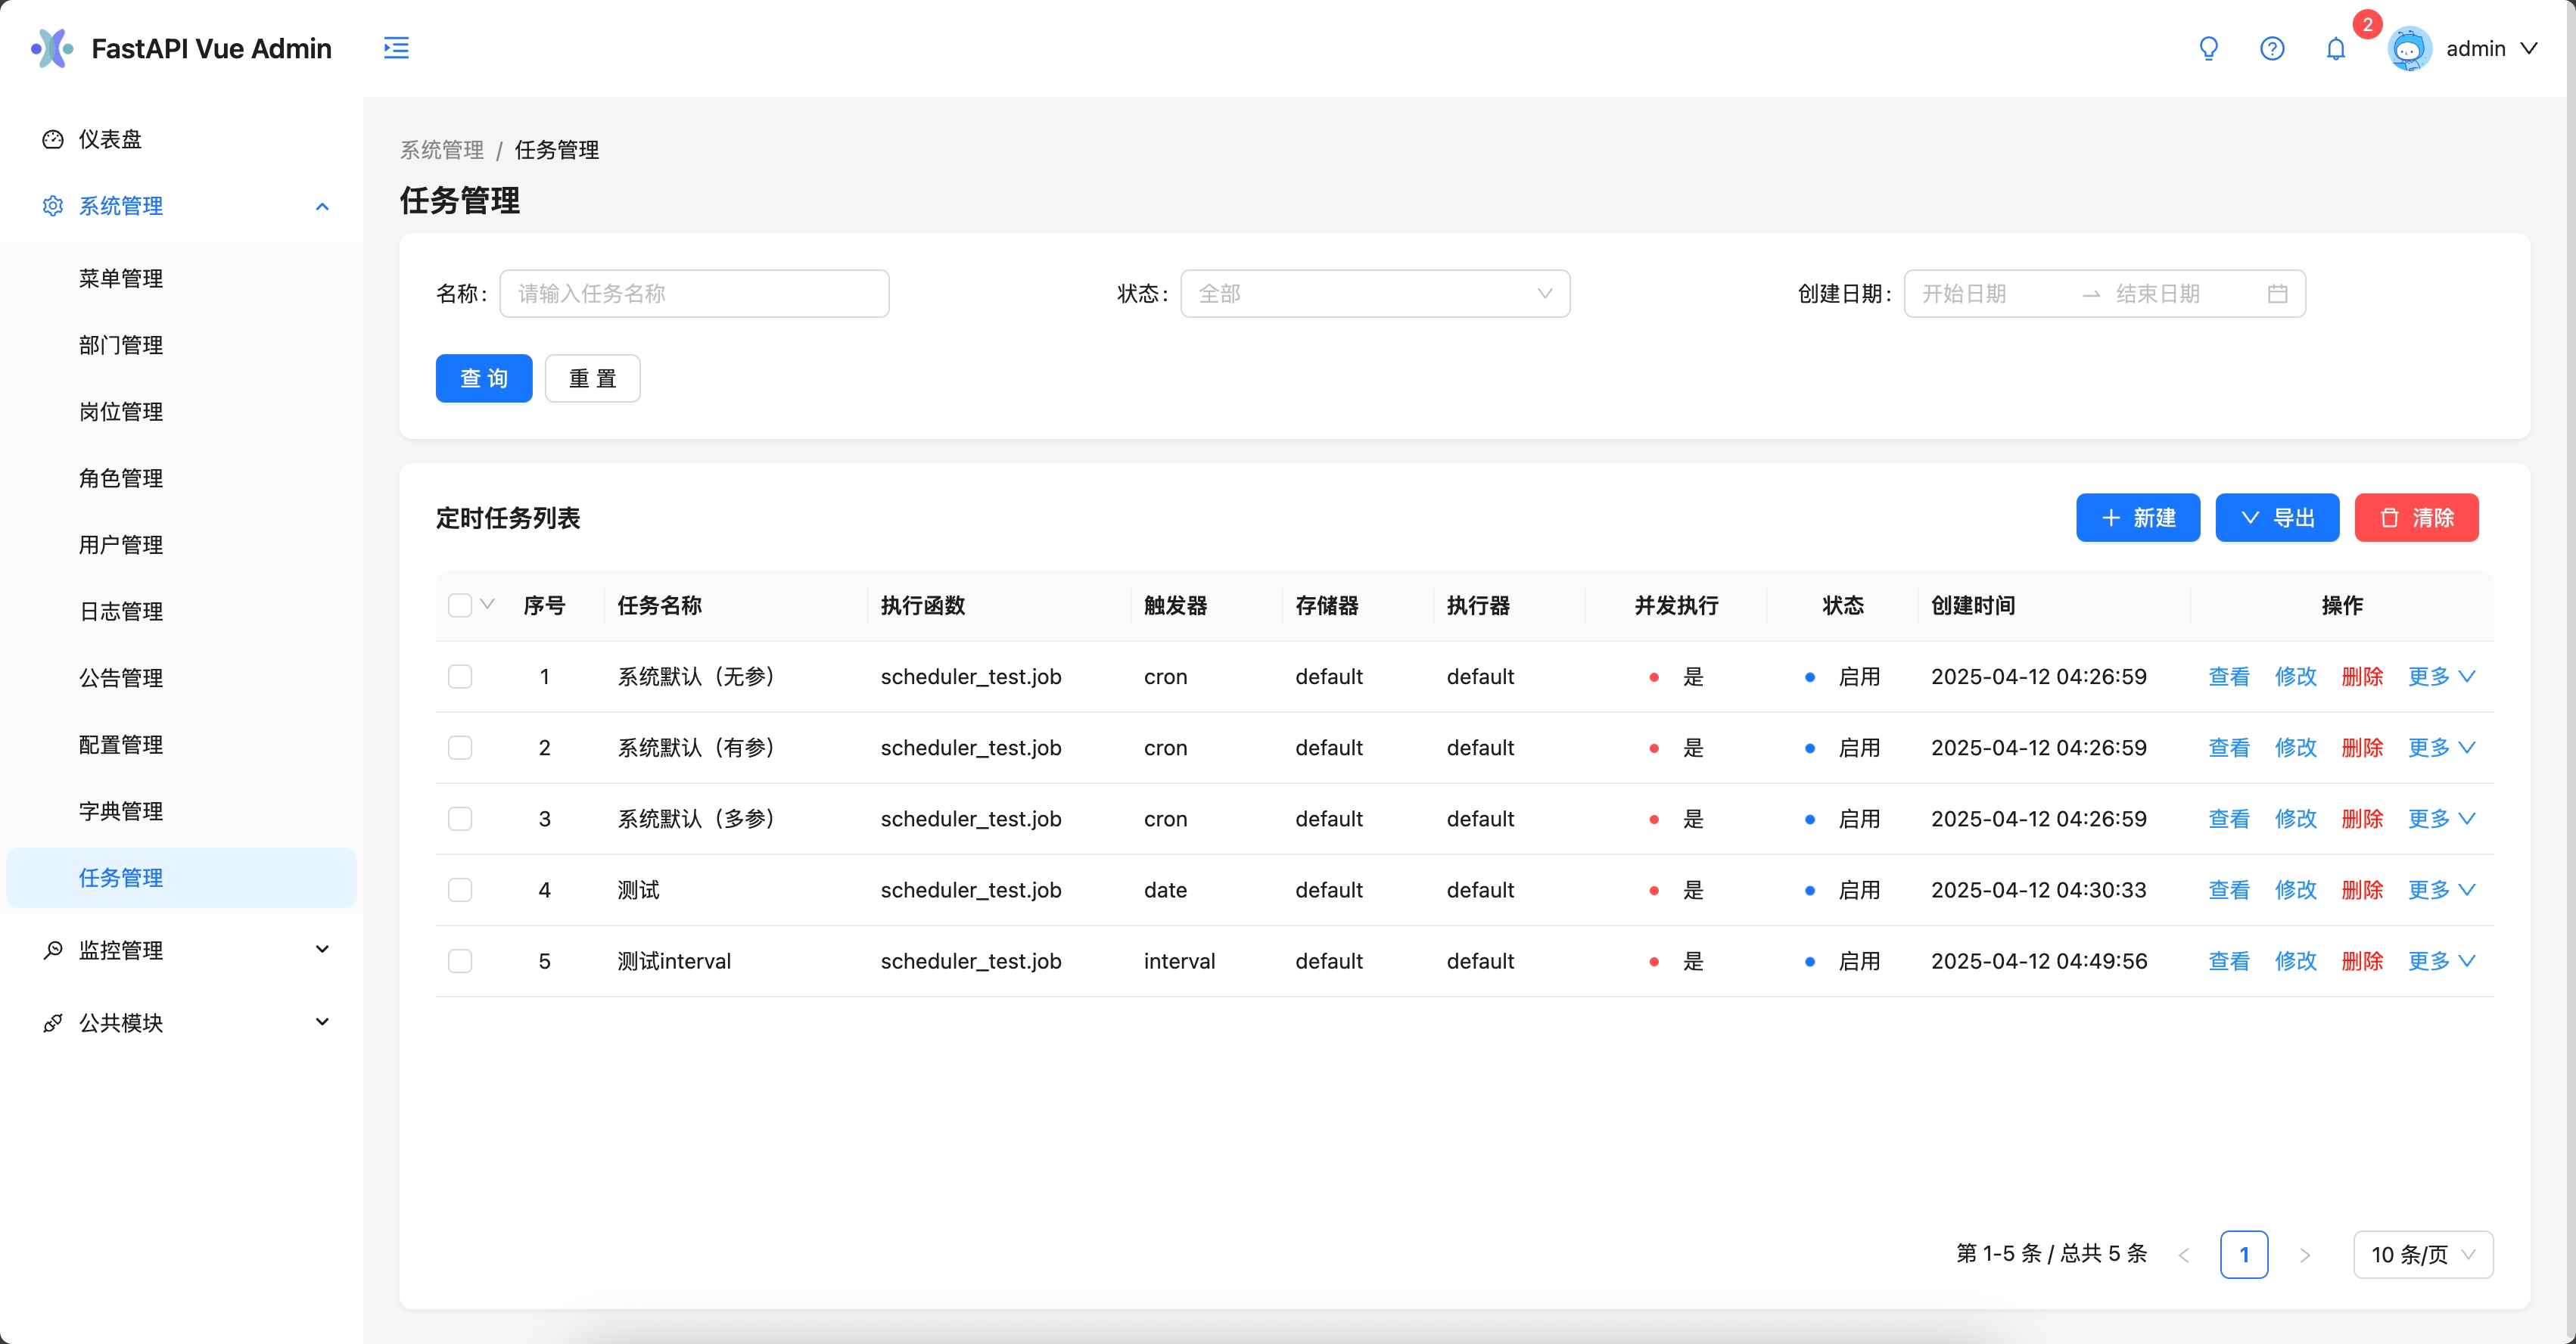 FastAPI Vue Admin
2
admin
仪表盘
系统管理
菜单管理
部门管理
岗位管理
角色管理
用户管理
日志管理
公告管理
配置管理
字典管理
任务管理
监控管理
公共模块
系统管理 / 任务管理
任务管理
名称： 请输入任务名称 状态： 全部 创建日期： 开始日期 → 结束日期
查 询 重 置
定时任务列表 新建 导出 清除
序号 任务名称 执行函数 触发器 存储器 执行器 并发执行 状态 创建时间 操作
1 系统默认（无参） scheduler_test.job cron default default 是 启用 2025-04-12 04:26:59 查看 修改 删除 更多
2 系统默认（有参） scheduler_test.job cron default default 是 启用 2025-04-12 04:26:59 查看 修改 删除 更多
3 系统默认（多参） scheduler_test.job cron default default 是 启用 2025-04-12 04:26:59 查看 修改 删除 更多
4 测试 scheduler_test.job date default default 是 启用 2025-04-12 04:30:33 查看 修改 删除 更多
5 测试interval scheduler_test.job interval default default 是 启用 2025-04-12 04:49:56 查看 修改 删除 更多
第 1-5 条 / 总共 5 条 < 1 > 10 条/页